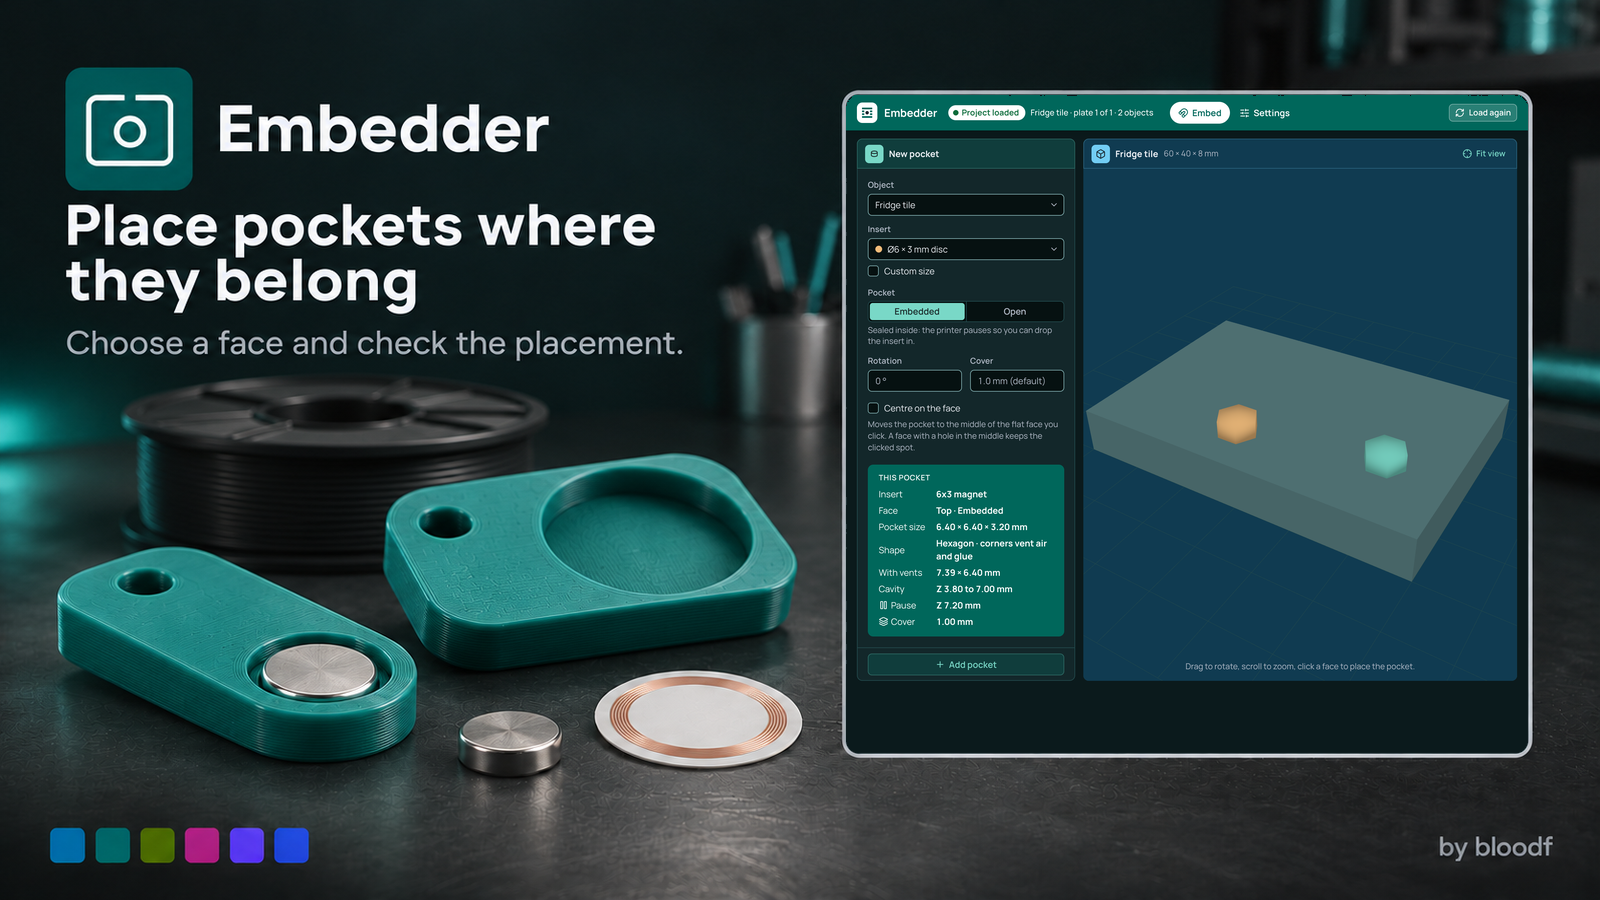 Embedder
Place pockets where
they belong
Choose a face and check the placement.
Embedder
Project loaded
Fridge tile · plate 1 of 1 · 2 objects
Embed
Settings
Load again
New pocket
Object
Fridge tile
Insert
Ø6 × 3 mm disc
Custom size
Pocket
Embedded
Open
Sealed inside: the printer pauses so you can drop
the insert in.
Rotation
Cover
0 °
1.0 mm (default)
Centre on the face
Moves the pocket to the middle of the flat face you
click. A face with a hole in the middle keeps the
clicked spot.
THIS POCKET
Insert 6x3 magnet
Face Top · Embedded
Pocket size 6.40 × 6.40 × 3.20 mm
Shape Hexagon · corners vent air
and glue
With vents 7.39 × 6.40 mm
Cavity Z 3.80 to 7.00 mm
Pause Z 7.20 mm
Cover 1.00 mm
+ Add pocket
Fridge tile 60 × 40 × 8 mm
Fit view
Drag to rotate, scroll to zoom, click a face to place the pocket.
by bloodf